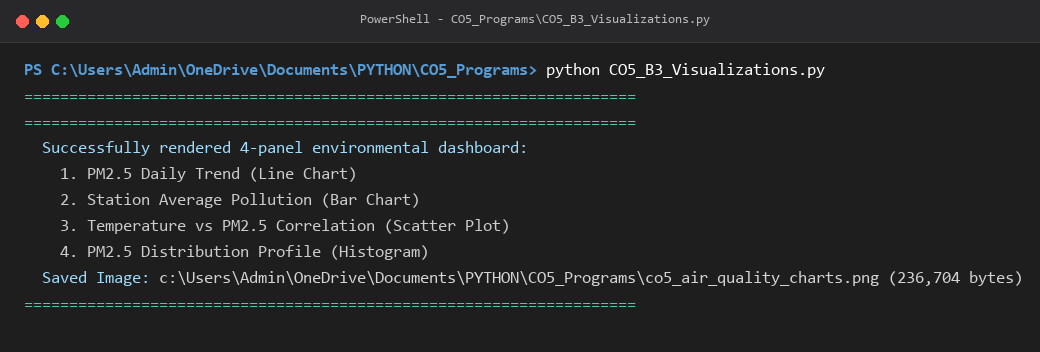 PowerShell - CO5_Programs\CO5_B3_Visualizations.py
PS C:\Users\Admin\OneDrive\Documents\PYTHON\CO5_Programs> python CO5_B3_Visualizations.py
====================================================================
====================================================================
Successfully rendered 4-panel environmental dashboard:
1. PM2.5 Daily Trend (Line Chart)
2. Station Average Pollution (Bar Chart)
3. Temperature vs PM2.5 Correlation (Scatter Plot)
4. PM2.5 Distribution Profile (Histogram)
Saved Image: c:\Users\Admin\OneDrive\Documents\PYTHON\CO5_Programs\co5_air_quality_charts.png (236,704 bytes)
====================================================================